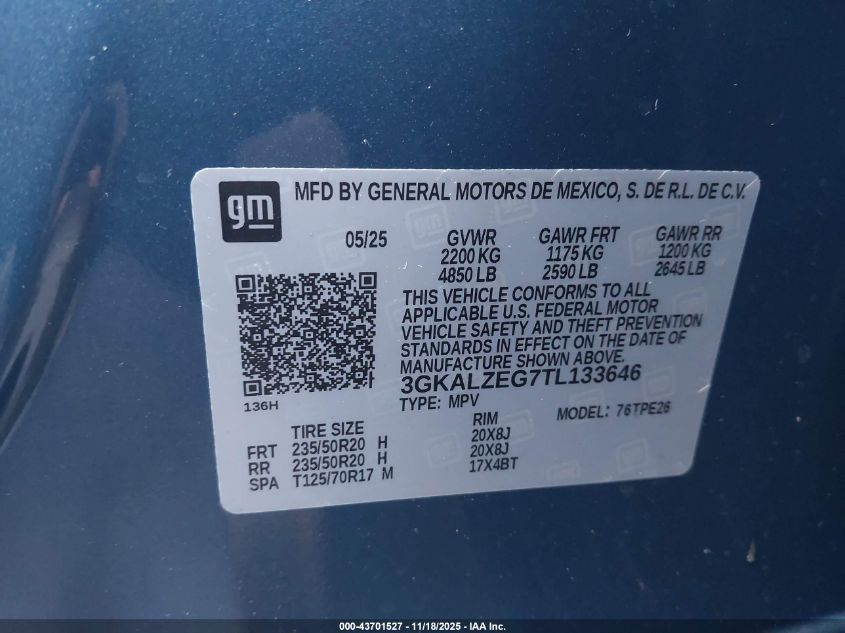 gm
MFD BY GENERAL MOTORS DE MEXICO, S. DE R.L. DE C.V.
05/25 GVWR GAWR FRT GAWR RR
2200 KG 1175 KG 1200 KG
4850 LB 2590 LB 2645 LB
THIS VEHICLE CONFORMS TO ALL
APPLICABLE U.S. FEDERAL MOTOR
VEHICLE SAFETY AND THEFT PREVENTION
STANDARDS IN EFFECT ON THE DATE OF
MANUFACTURE SHOWN ABOVE.
3GKALZEG7TL133646
136H
TYPE: MPV MODEL: 76TPE26
TIRE SIZE RIM
FRT 235/50R20 H 20X8J
RR 235/50R20 H 20X8J
SPA T125/70R17 M 17X4BT
000-43701527 - 11/18/2025 - IAA Inc.